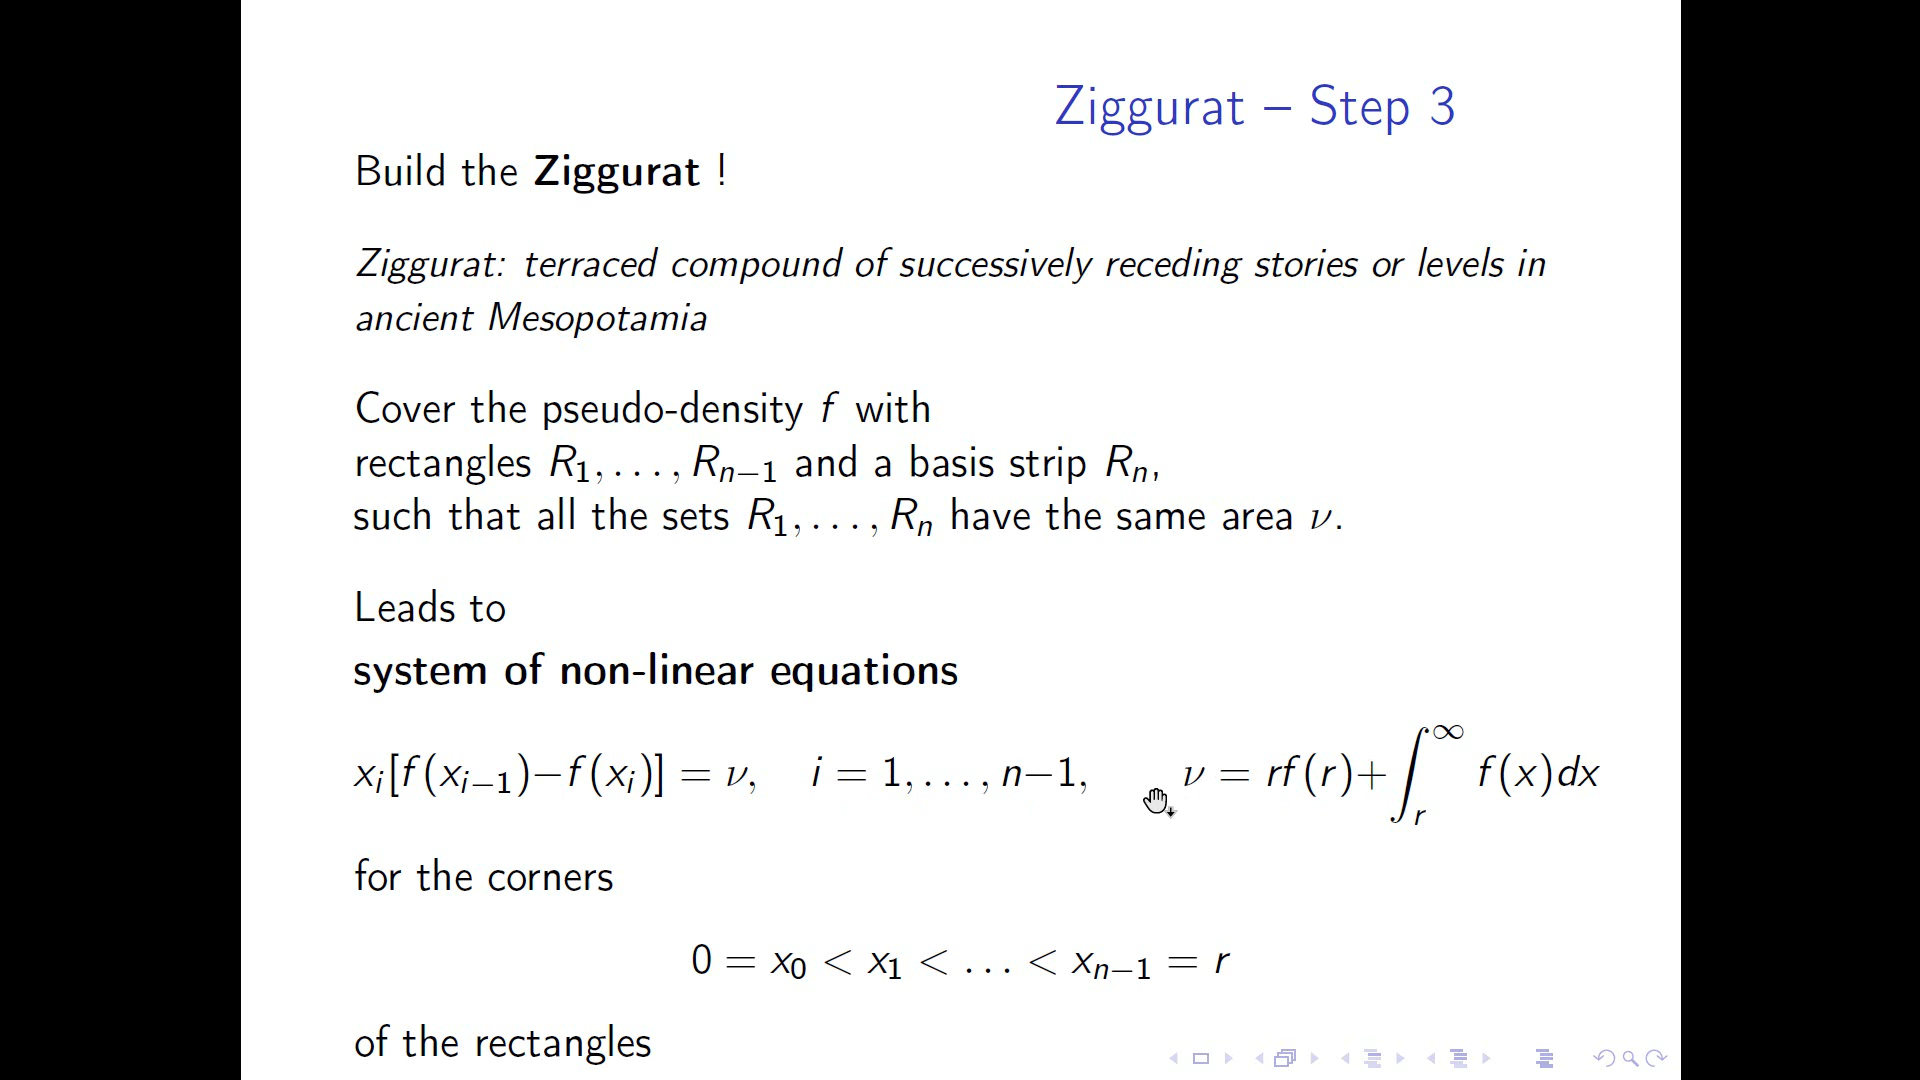 Ziggurat – Step 3
Build the Ziggurat !
Ziggurat: terraced compound of successively receding stories or levels in
ancient Mesopotamia
Cover the pseudo-density f with
rectangles R₁, . . . , Rₙ₋₁ and a basis strip Rₙ,
such that all the sets R₁, . . . , Rₙ have the same area ν.
Leads to
system of non-linear equations
xᵢ[f(xᵢ₋₁)−f(xᵢ)] = ν, i = 1, . . . , n−1, ν = rf(r)+∫ᵣ^∞ f(x)dx
for the corners
0 = x₀ < x₁ < . . . < xₙ₋₁ = r
of the rectangles